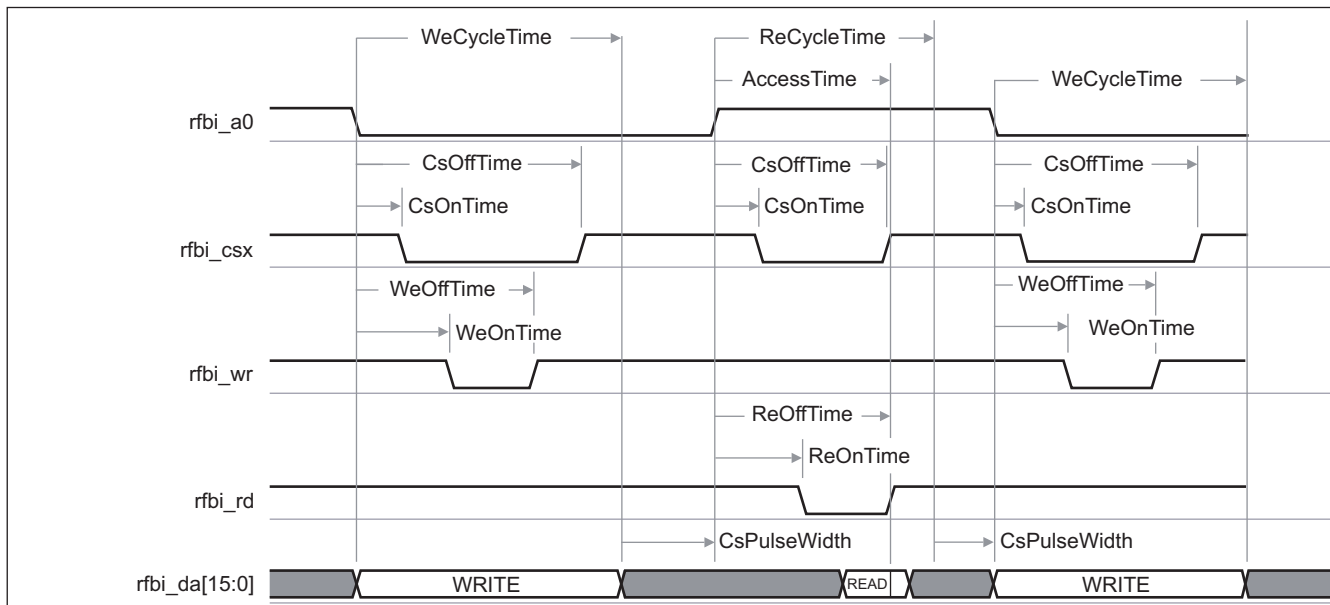 WeCycleTime ReCycleTime
AccessTime WeCycleTime
rfbi_a0
CsOffTime CsOffTime CsOffTime
CsOnTime CsOnTime CsOnTime
rfbi_csx
WeOffTime WeOffTime
WeOnTime WeOnTime
rfbi_wr
ReOffTime
ReOnTime
rfbi_rd
CsPulseWidth CsPulseWidth
rfbi_da[15:0] WRITE READ WRITE